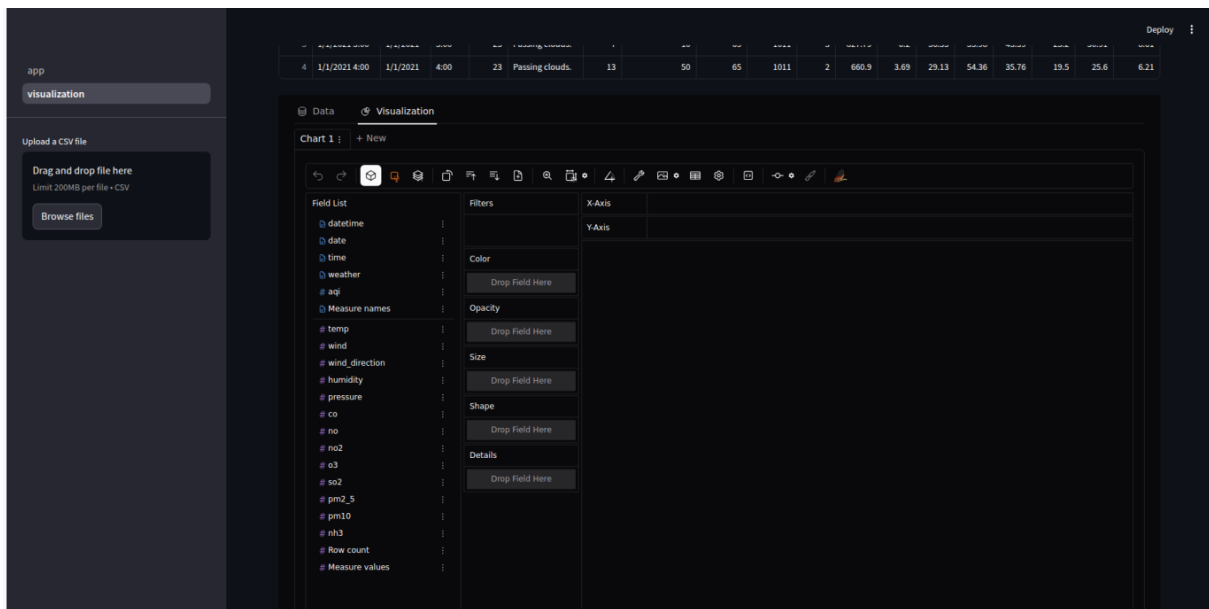 Deploy
app
visualization
Upload a CSV file
Drag and drop file here
Limit 200MB per file • CSV
Browse files
4 1/1/2021 4:00 1/1/2021 4:00 23 Passing clouds. 13 50 65 1011 2 660.9 3.69 29.13 54.36 35.76 19.5 25.6 6.21
Data Visualization
Chart 1 + New
Field List
datetime
date
time
weather
# aqi
Measure names
# temp
# wind
# wind_direction
# humidity
# pressure
# co
# no
# no2
# o3
# so2
# pm2_5
# pm10
# nh3
# Row count
# Measure values
Filters
Color
Drop Field Here
Opacity
Drop Field Here
Size
Drop Field Here
Shape
Drop Field Here
Details
Drop Field Here
X-Axis
Y-Axis